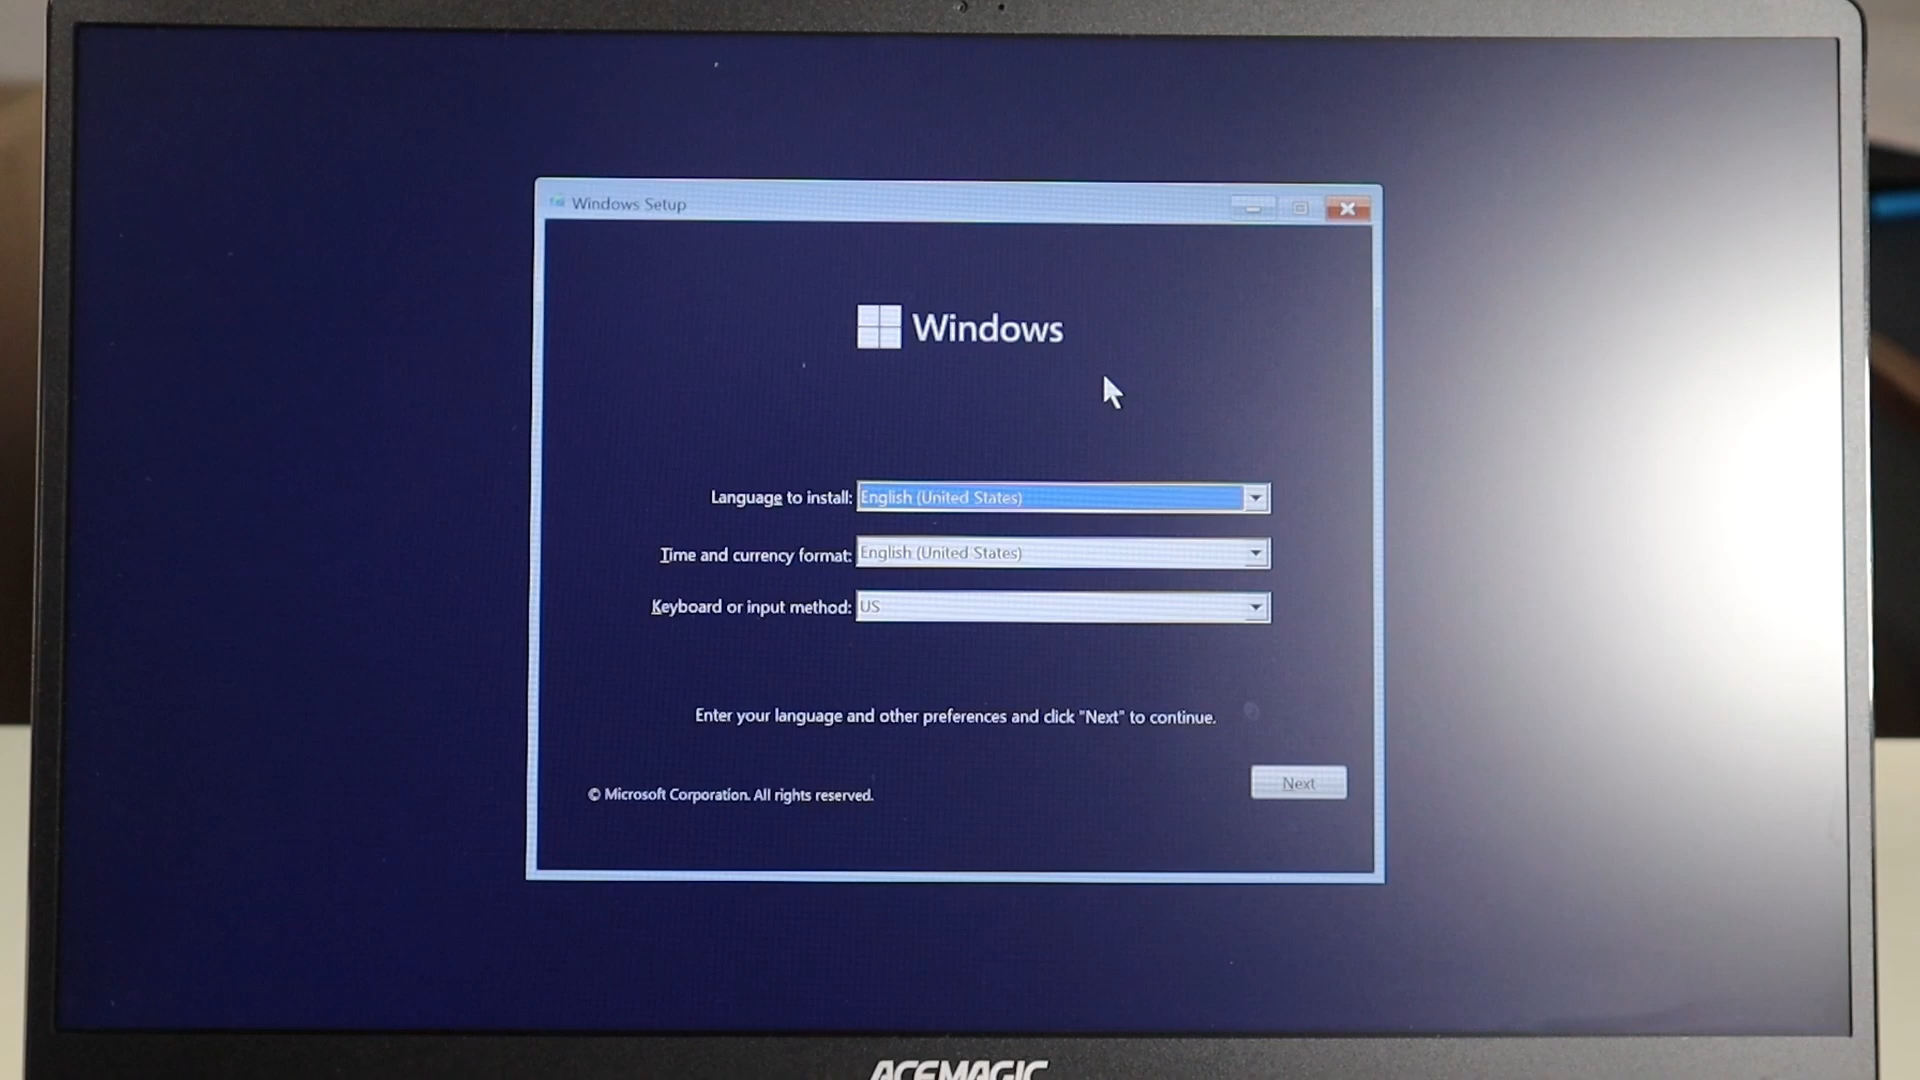 Windows Setup
Windows
Language to install: English (United States)
Time and currency format: English (United States)
Keyboard or input method: US
Enter your language and other preferences and click "Next" to continue.
© Microsoft Corporation. All rights reserved.
Next
ACEMAGIC